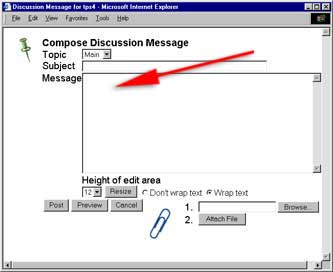 Discussion Message for tpx4 - Microsoft Internet Explorer
File Edit View Favorites Tools Help
Compose Discussion Message
Topic Main
Subject
Message
Height of edit area
12 Resize Don't wrap text Wrap text
Post Preview Cancel 1. Browse...
2. Attach File